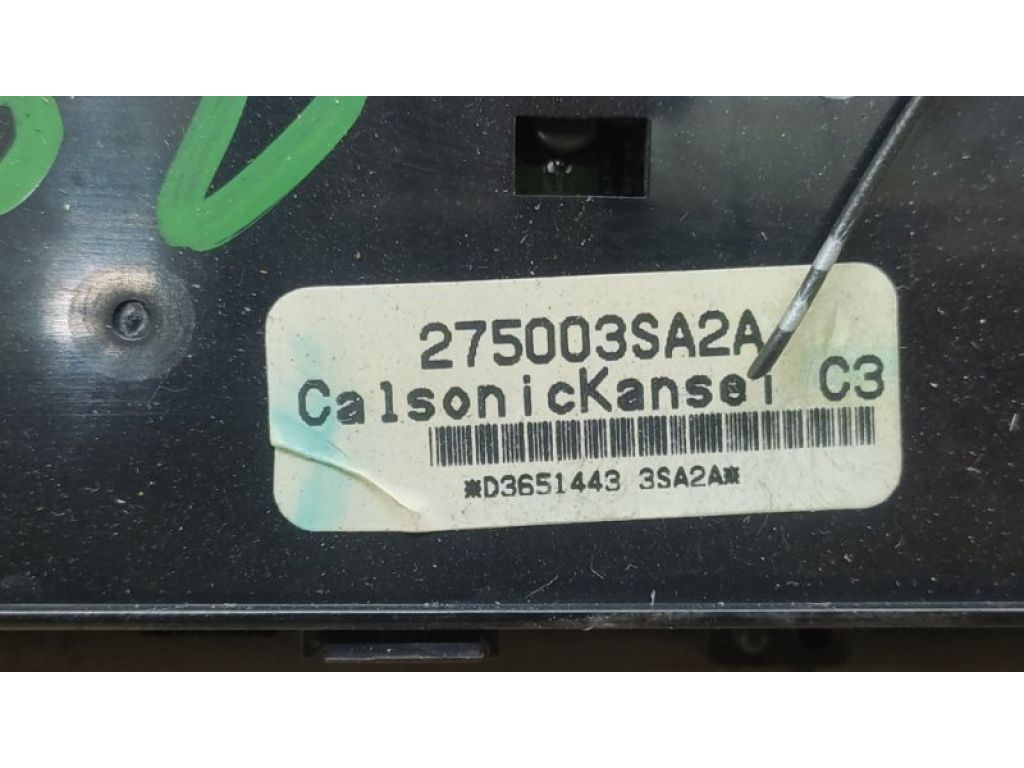 275003SA2A
CalsonicKansei C3
*D3651443 3SA2A*